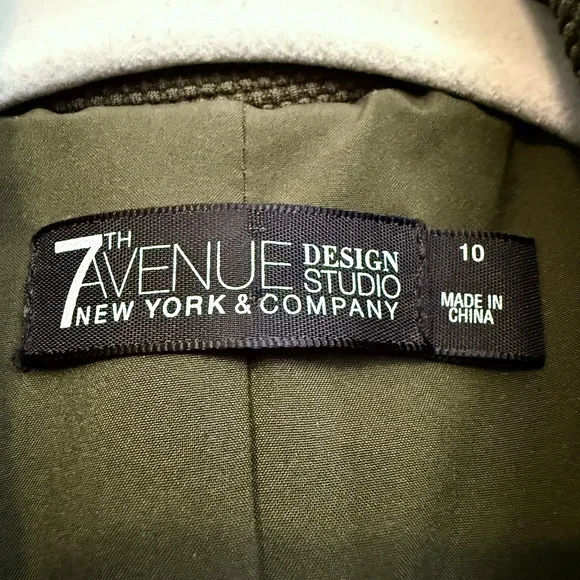 7TH AVENUE DESIGN STUDIO
NEW YORK & COMPANY
10
MADE IN
CHINA